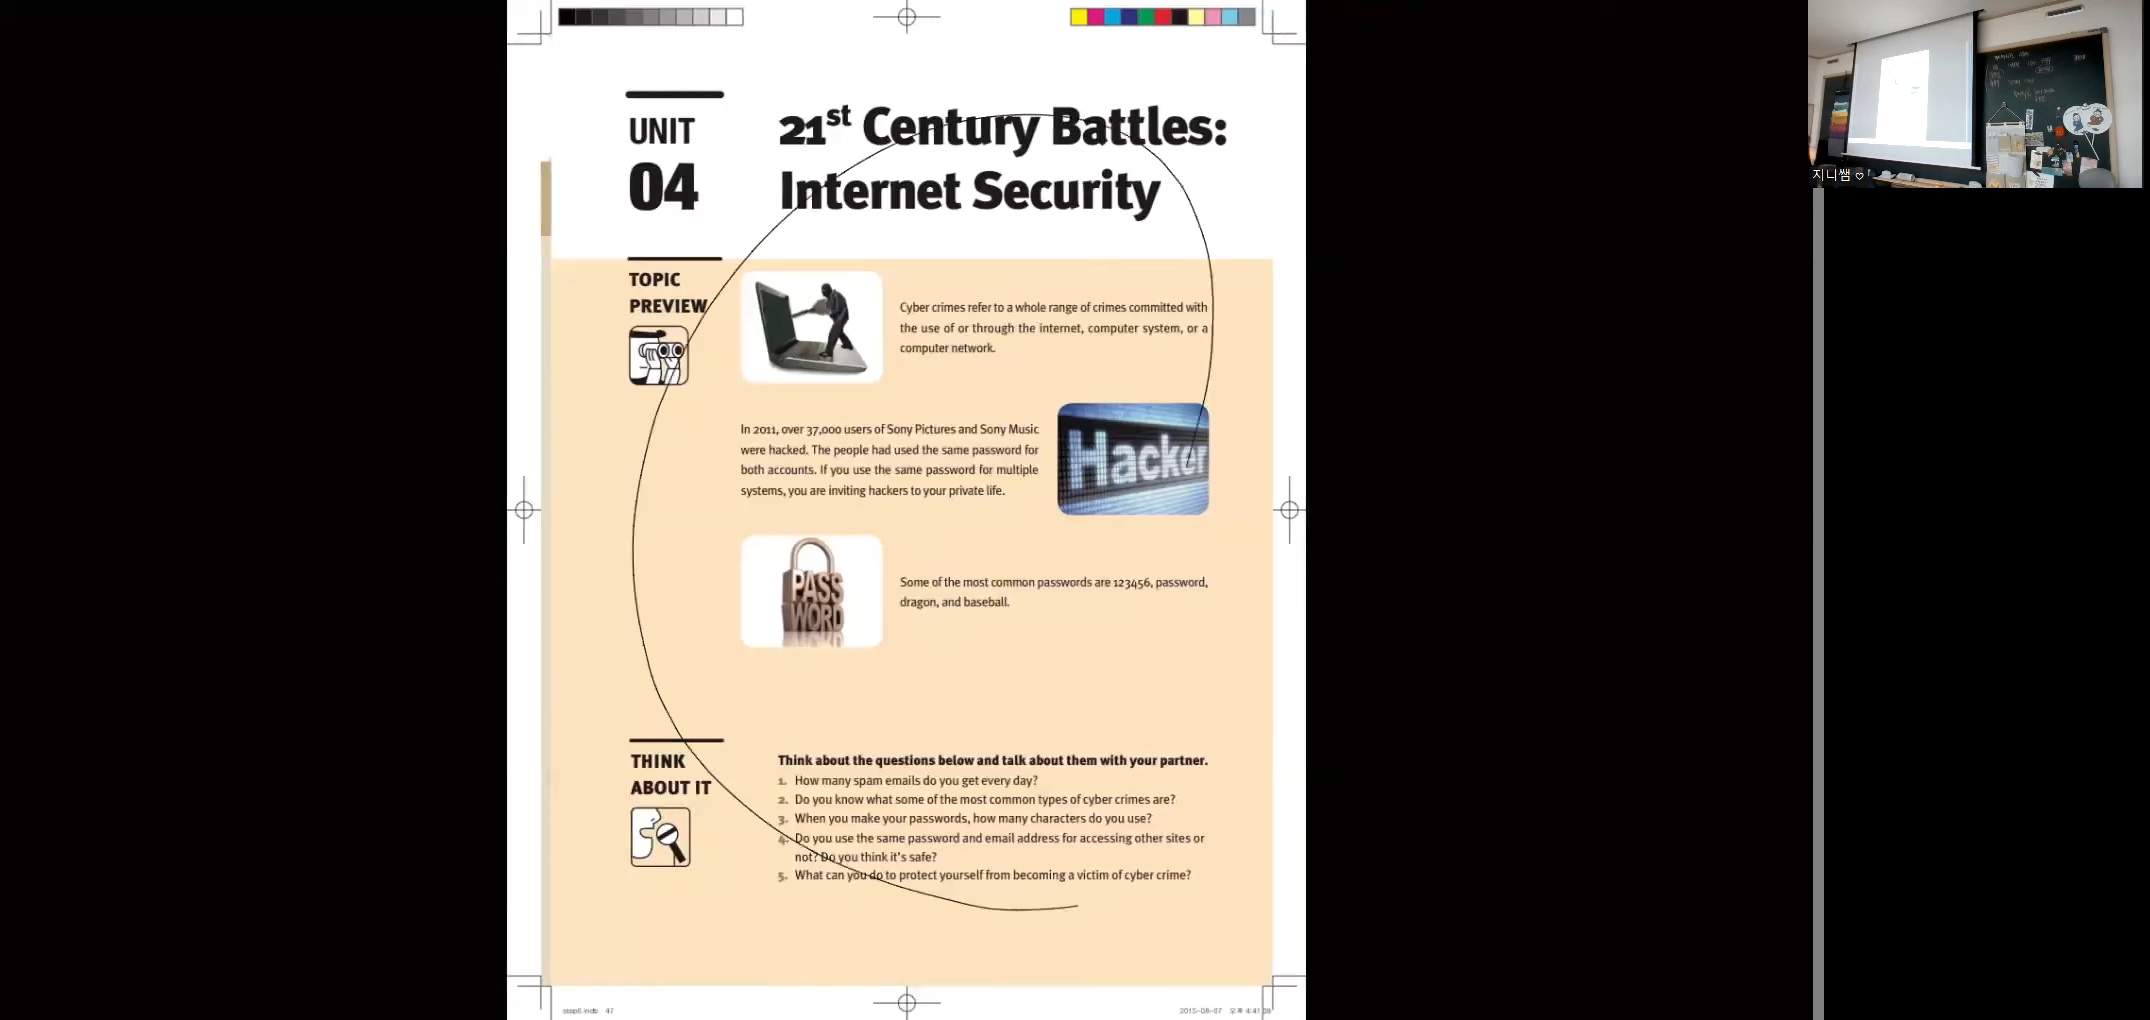 UNIT
04
21st Century Battles:
Internet Security
TOPIC
PREVIEW
Cyber crimes refer to a whole range of crimes committed with
the use of or through the internet, computer system, or a
computer network.
In 2011, over 37,000 users of Sony Pictures and Sony Music
were hacked. The people had used the same password for
both accounts. If you use the same password for multiple
systems, you are inviting hackers to your private life.
Hacker
PASS
WORD
Some of the most common passwords are 123456, password,
dragon, and baseball.
THINK
ABOUT IT
Think about the questions below and talk about them with your partner.
1. How many spam emails do you get every day?
2. Do you know what some of the most common types of cyber crimes are?
3. When you make your passwords, how many characters do you use?
4. Do you use the same password and email address for accessing other sites or
not? Do you think it's safe?
5. What can you do to protect yourself from becoming a victim of cyber crime?
47
2015-08-07 오후 4:41:08
지니쌤 ♡